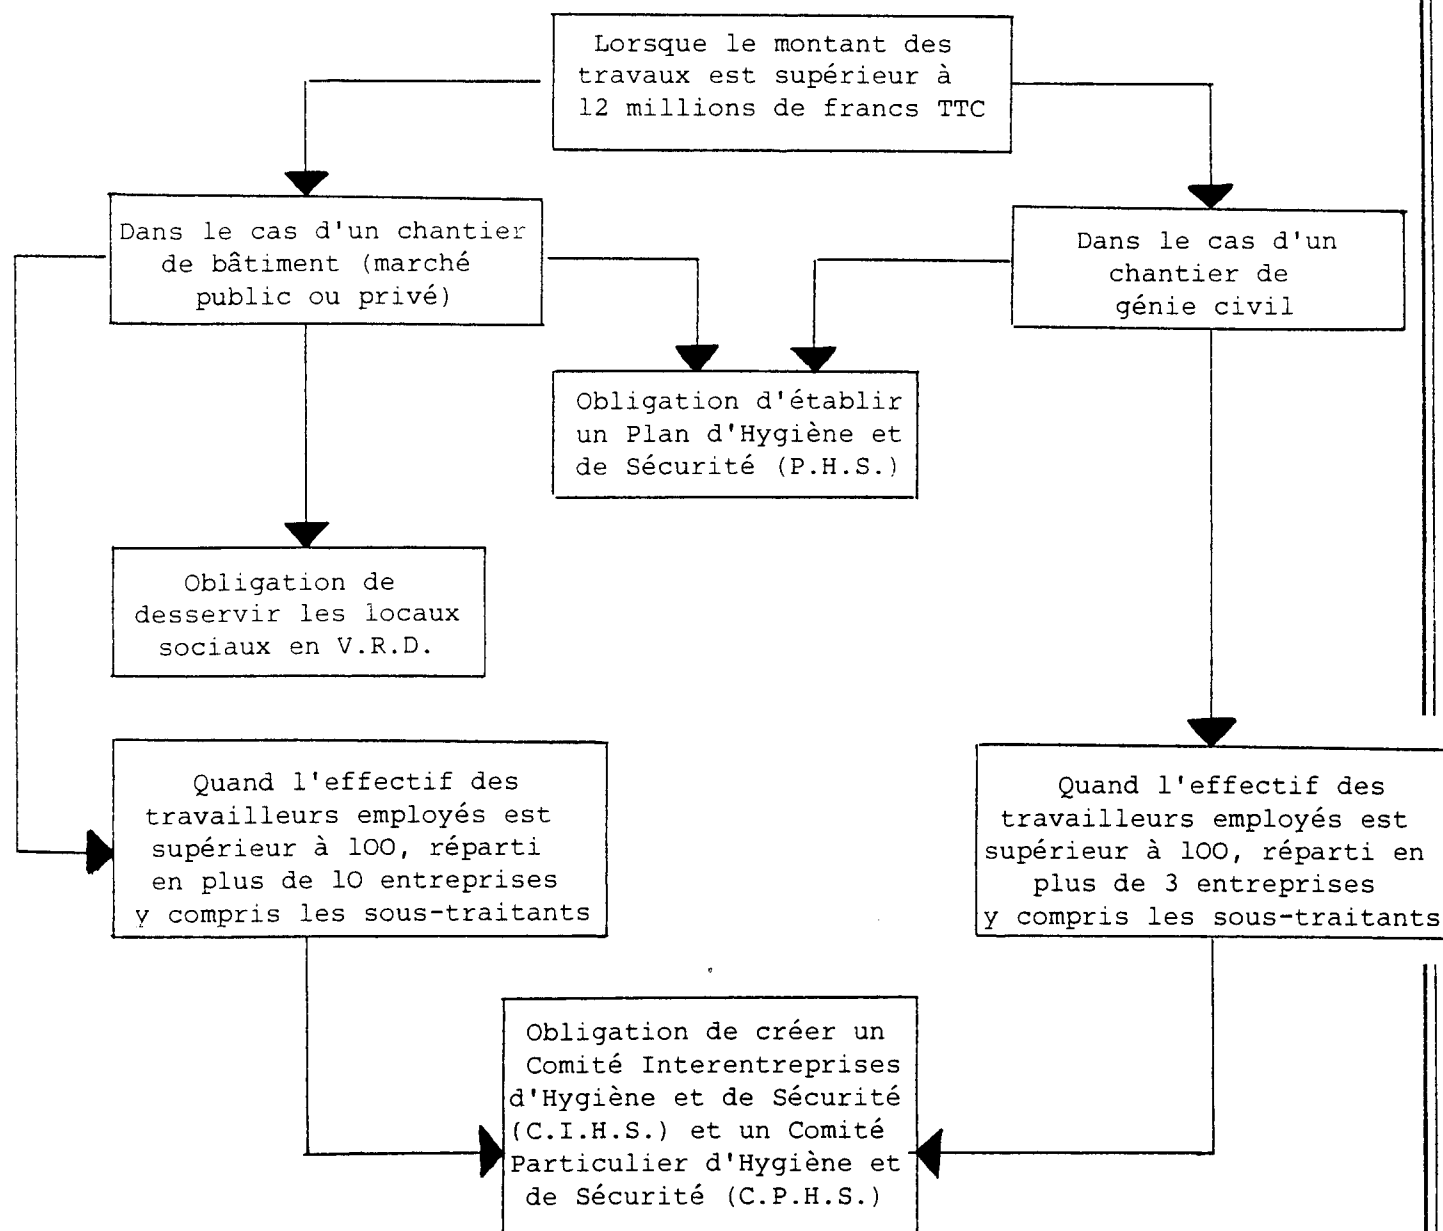 Lorsque le montant des
travaux est supérieur à
12 millions de francs TTC
Dans le cas d'un chantier
de bâtiment (marché
public ou privé)
Dans le cas d'un
chantier de
génie civil
Obligation d'établir
un Plan d'Hygiène et
de Sécurité (P.H.S.)
Obligation de
desservir les locaux
sociaux en V.R.D.
Quand l'effectif des
travailleurs employés est
supérieur à 100, réparti
en plus de 10 entreprises
y compris les sous-traitants
Quand l'effectif des
travailleurs employés est
supérieur à 100, réparti en
plus de 3 entreprises
y compris les sous-traitants
Obligation de créer un
Comité Interentreprises
d'Hygiène et de Sécurité
(C.I.H.S.) et un Comité
Particulier d'Hygiène et
de Sécurité (C.P.H.S.)